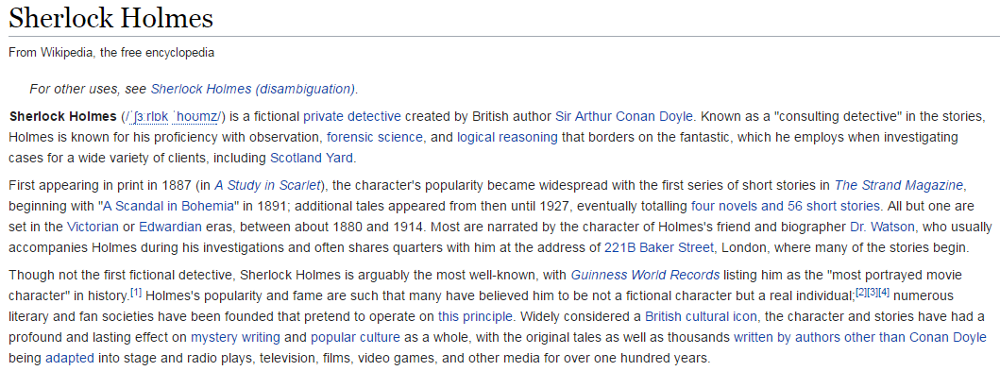 Sherlock Holmes
From Wikipedia, the free encyclopedia
For other uses, see Sherlock Holmes (disambiguation).
Sherlock Holmes (/ˈʃɜːrlɒk ˈhoʊmz/) is a fictional private detective created by British author Sir Arthur Conan Doyle. Known as a "consulting detective" in the stories,
Holmes is known for his proficiency with observation, forensic science, and logical reasoning that borders on the fantastic, which he employs when investigating
cases for a wide variety of clients, including Scotland Yard.
First appearing in print in 1887 (in A Study in Scarlet), the character's popularity became widespread with the first series of short stories in The Strand Magazine,
beginning with "A Scandal in Bohemia" in 1891; additional tales appeared from then until 1927, eventually totalling four novels and 56 short stories. All but one are
set in the Victorian or Edwardian eras, between about 1880 and 1914. Most are narrated by the character of Holmes's friend and biographer Dr. Watson, who usually
accompanies Holmes during his investigations and often shares quarters with him at the address of 221B Baker Street, London, where many of the stories begin.
Though not the first fictional detective, Sherlock Holmes is arguably the most well-known, with Guinness World Records listing him as the "most portrayed movie
character" in history.[1] Holmes's popularity and fame are such that many have believed him to be not a fictional character but a real individual;[2][3][4] numerous
literary and fan societies have been founded that pretend to operate on this principle. Widely considered a British cultural icon, the character and stories have had a
profound and lasting effect on mystery writing and popular culture as a whole, with the original tales as well as thousands written by authors other than Conan Doyle
being adapted into stage and radio plays, television, films, video games, and other media for over one hundred years.